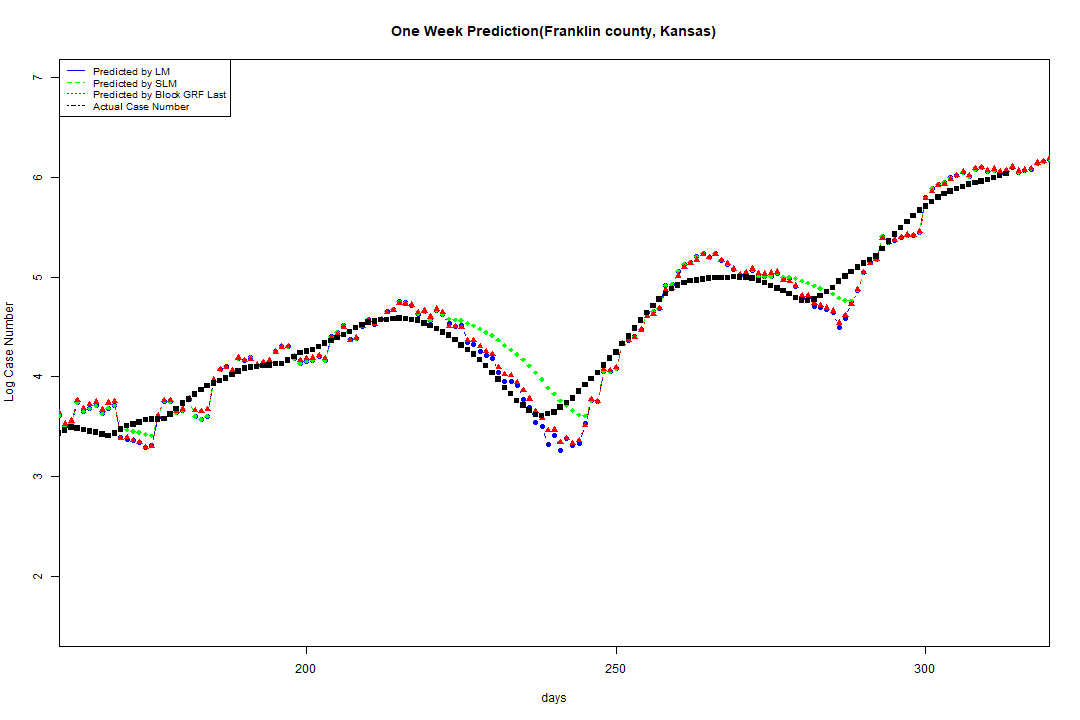 One Week Prediction(Franklin county, Kansas)
Predicted by LM
Predicted by SLM
Predicted by Block GRF Last
Actual Case Number
7
6
5
4
3
2
Log Case Number
200 250 300
days